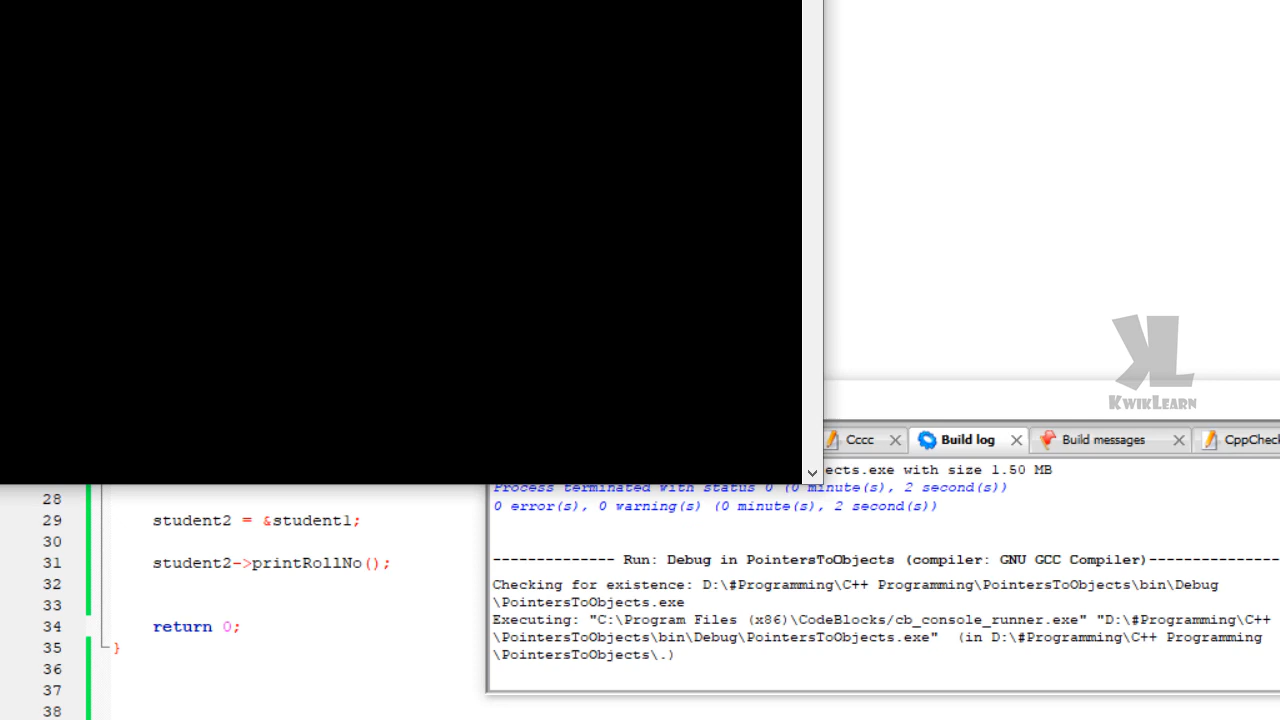 KWIKLEARN
Cccc
Build log
Build messages
CppCheck
ects.exe with size 1.50 MB
Process terminated with status 0 (0 minute(s), 2 second(s))
0 error(s), 0 warning(s) (0 minute(s), 2 second(s))
-------------- Run: Debug in PointersToObjects (compiler: GNU GCC Compiler)---------------
Checking for existence: D:\#Programming\C++ Programming\PointersToObjects\bin\Debug
\PointersToObjects.exe
Executing: "C:\Program Files (x86)\CodeBlocks/cb_console_runner.exe" "D:\#Programming\C++
\PointersToObjects\bin\Debug\PointersToObjects.exe"  (in D:\#Programming\C++ Programming
\PointersToObjects\.)
28
29 student2 = &student1;
30
31 student2->printRollNo();
32
33
34 return 0;
35 }
36
37
38